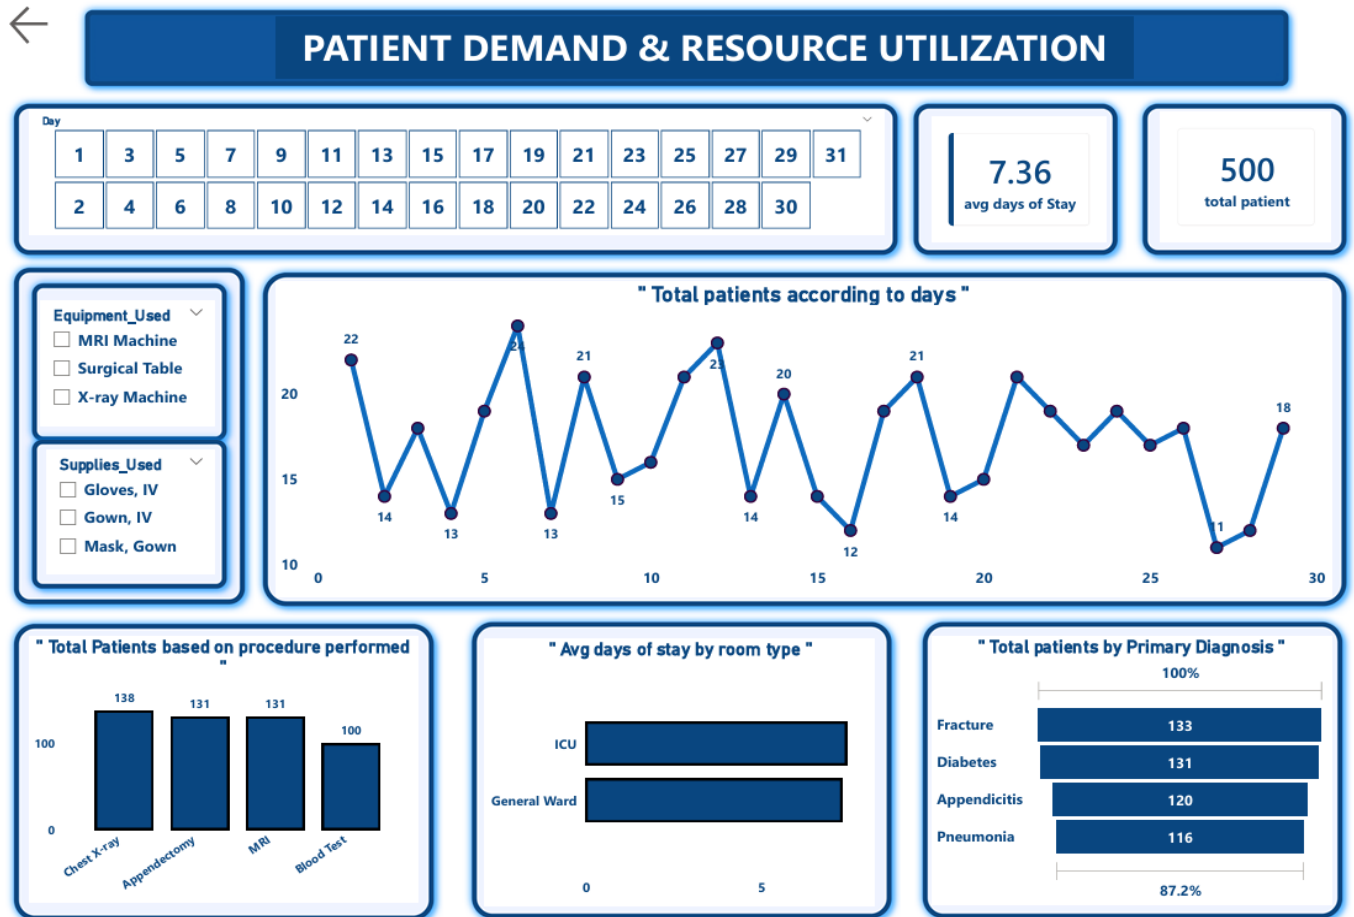 PATIENT DEMAND & RESOURCE UTILIZATION
Day
1 3 5 7 9 11 13 15 17 19 21 23 25 27 29 31
2 4 6 8 10 12 14 16 18 20 22 24 26 28 30
7.36
avg days of Stay
500
total patient
Equipment_Used
MRI Machine
Surgical Table
X-ray Machine
Supplies_Used
Gloves, IV
Gown, IV
Mask, Gown
" Total patients according to days "
22 14 13 24 13 21 15 23 14 20 12 21 14 11 18
20
15
10
0 5 10 15 20 25 30
" Total Patients based on procedure performed
"
138 131 131 100
100
0
Chest X-ray Appendectomy MRI Blood Test
" Avg days of stay by room type "
ICU
General Ward
0 5
" Total patients by Primary Diagnosis "
100%
Fracture 133
Diabetes 131
Appendicitis 120
Pneumonia 116
87.2%